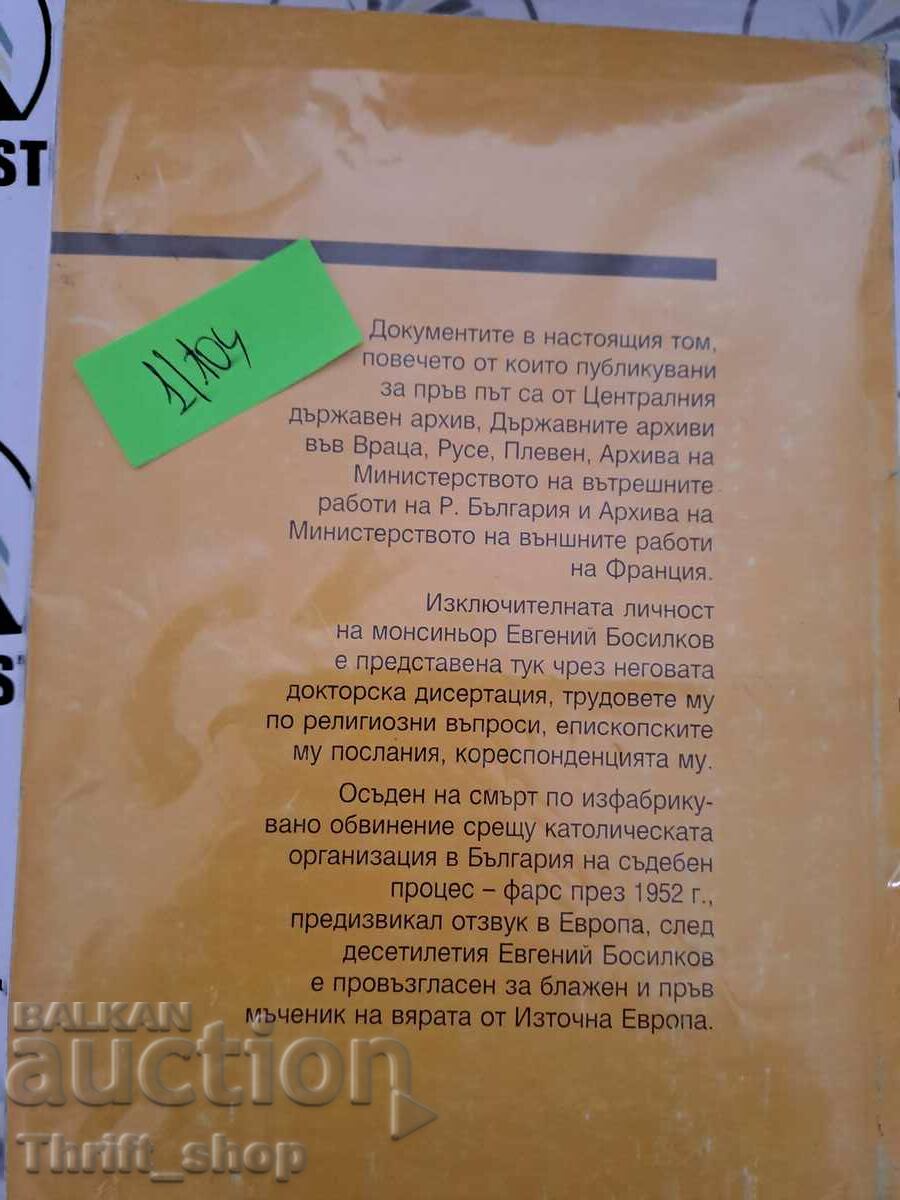 ST
S
11.104
Документите в настоящия том,
повечето от които публикувани
за пръв път са от Централния
държавен архив, Държавните архиви
във Враца, Русе, Плевен, Архива на
Министерството на вътрешните
работи на Р. България и Архива на
Министерството на външните работи
на Франция.
Изключителната личност
на монсиньор Евгений Босилков
е представена тук чрез неговата
докторска дисертация, трудовете му
по религиозни въпроси, епископските
му послания, кореспонденцията му.
Осъден на смърт по изфабрику-
вано обвинение срещу католическата
организация в България на съдебен
процес – фарс през 1952 г.,
предизвикал отзвук в Европа, след
десетилетия Евгений Босилков
е провъзгласен за блажен и пръв
мъченик на вярата от Източна Европа.
BALKAN
auction
Thrift_shop